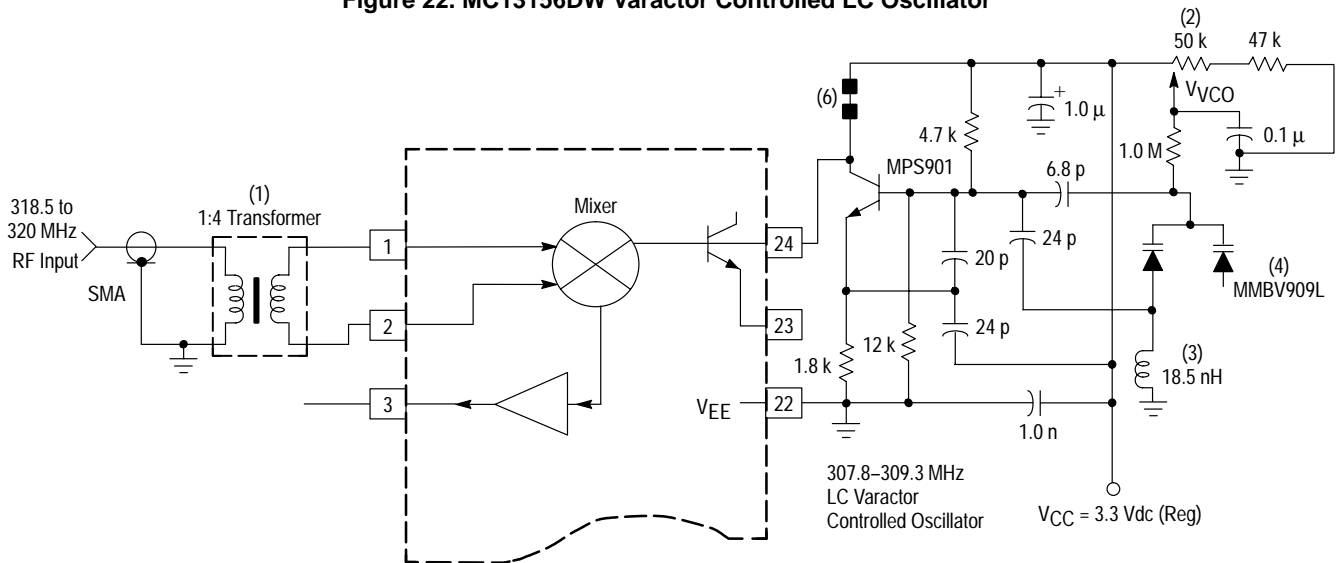 Figure 22. MC13156DW Varactor Controlled LC Oscillator
(2)
50 k
47 k
(6)
+
1.0 μ
VVCO
4.7 k
1.0 M
0.1 μ
MPS901
6.8 p
(1)
1:4 Transformer
318.5 to
320 MHz
RF Input
SMA
Mixer
1
24
24 p
20 p
(4)
MMBV909L
2
23
24 p
12 k
1.8 k
(3)
18.5 nH
3
VEE
22
1.0 n
307.8–309.3 MHz
LC Varactor
Controlled Oscillator
VCC = 3.3 Vdc (Reg)